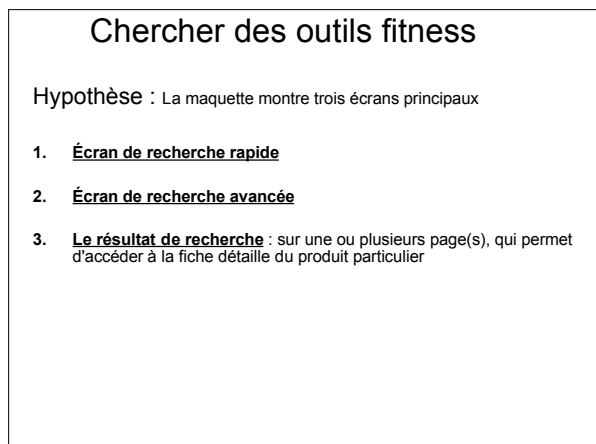 Chercher des outils fitness
Hypothèse : La maquette montre trois écrans principaux
1. Écran de recherche rapide
2. Écran de recherche avancée
3. Le résultat de recherche : sur une ou plusieurs page(s), qui permet
d'accéder à la fiche détaille du produit particulier